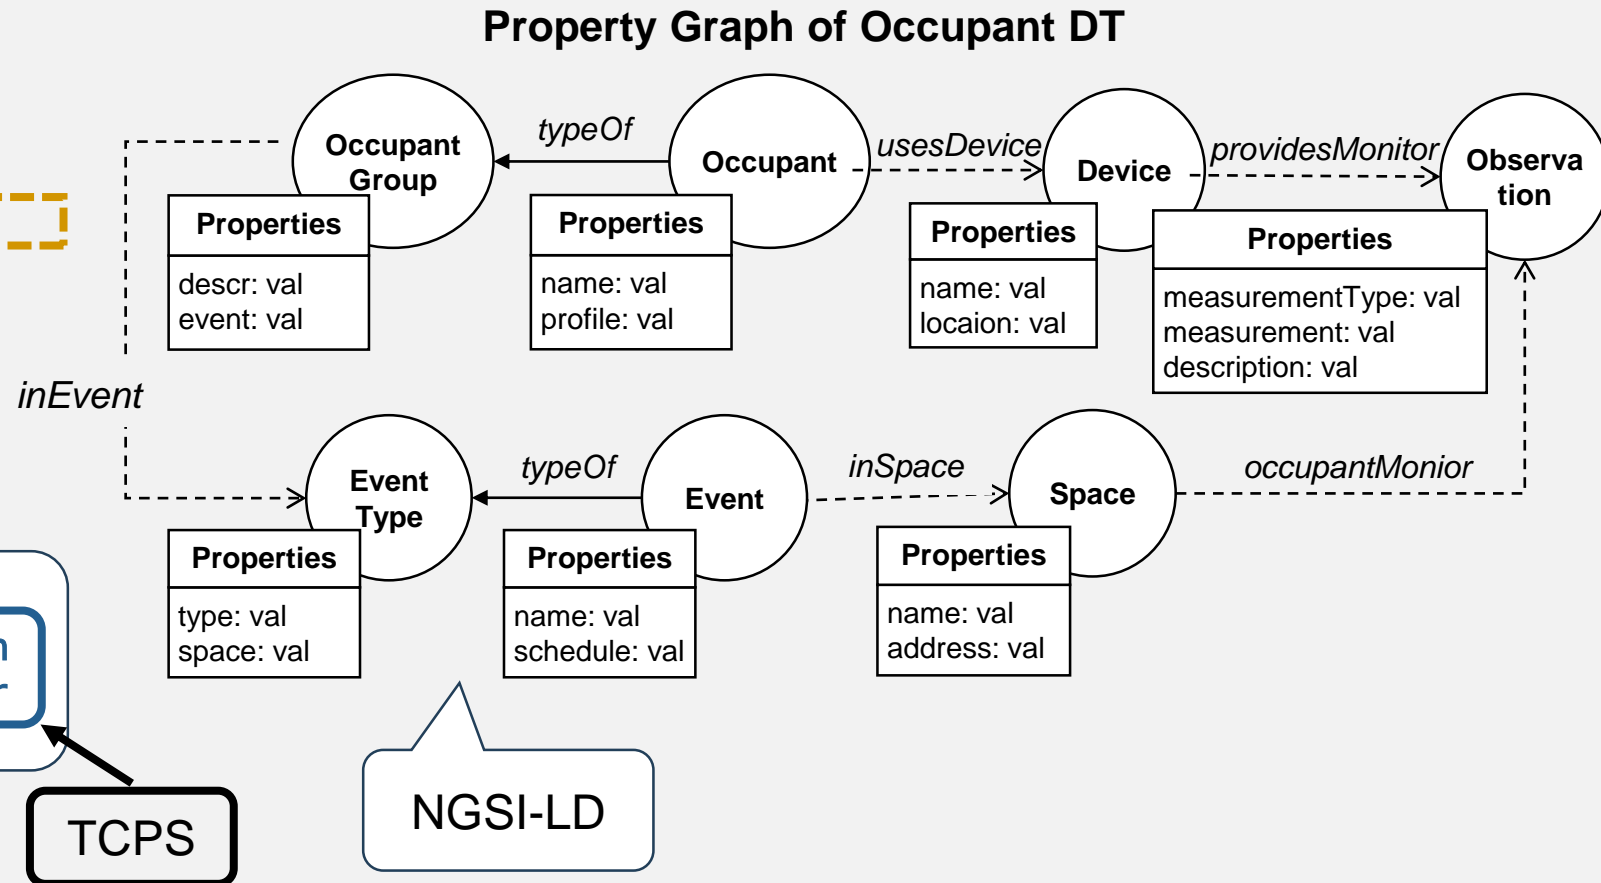 Property Graph of Occupant DT
Occupant
Group
typeOf
Occupant
usesDevice
Device
providesMonitor
Observa
tion
Properties
descr: val
event: val
Properties
name: val
profile: val
Properties
name: val
locaion: val
Properties
measurementType: val
measurement: val
description: val
inEvent
Event
Type
typeOf
Event
inSpace
Space
occupantMonior
Properties
type: val
space: val
Properties
name: val
schedule: val
Properties
name: val
address: val
TCPS
NGSI-LD